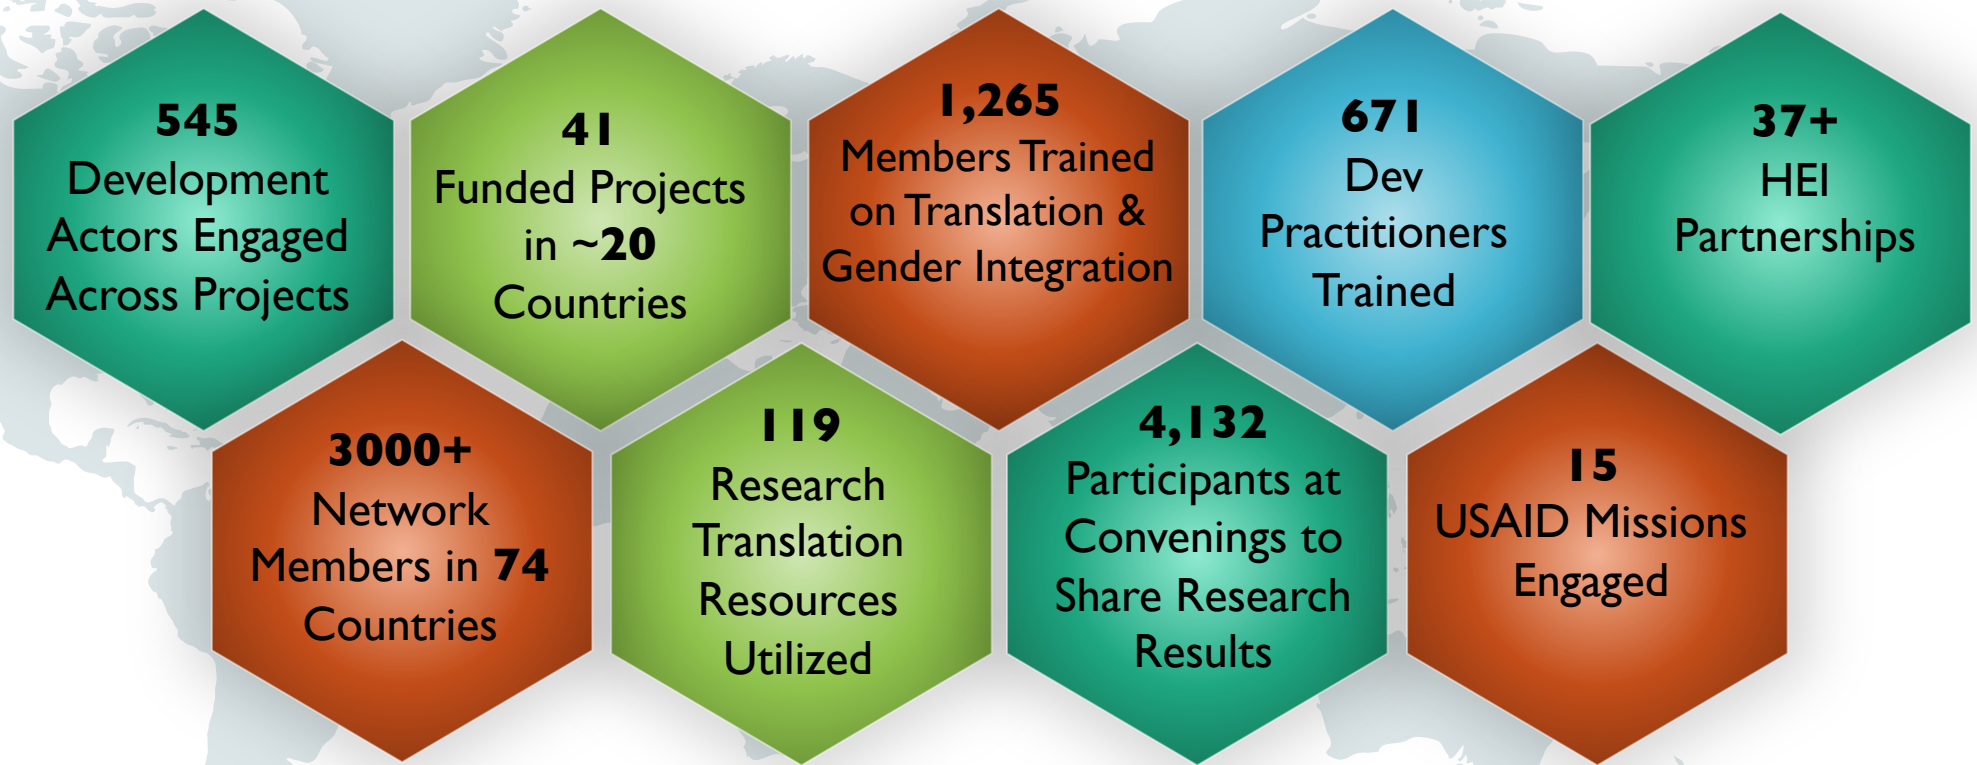 545
Development
Actors Engaged
Across Projects
41
Funded Projects
in ~20
Countries
1,265
Members Trained
on Translation &
Gender Integration
671
Dev
Practitioners
Trained
37+
HEI
Partnerships
3000+
Network
Members in 74
Countries
119
Research
Translation
Resources
Utilized
4,132
Participants at
Convenings to
Share Research
Results
15
USAID Missions
Engaged